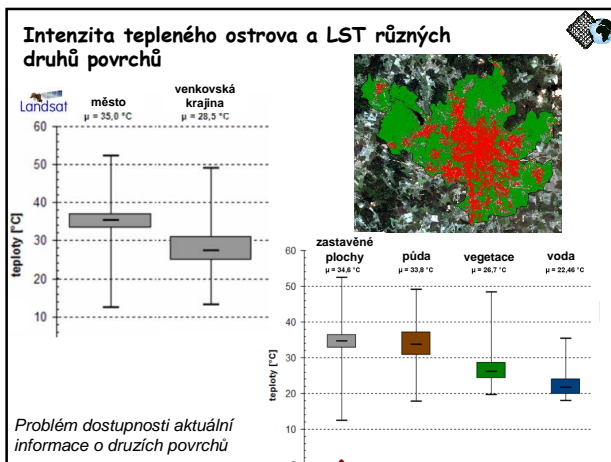 Intenzita tepleného ostrova a LST různých
druhů povrchů
Landsat
město
μ = 35,0 °C
venkovská
krajina
μ = 28,5 °C
teploty [°C]
60
50
40
30
20
10
zastavěné
plochy
μ = 34,6 °C
půda
μ = 33,8 °C
vegetace
μ = 26,7 °C
voda
μ = 22,46 °C
teploty [°C]
60
50
40
30
20
10
Problém dostupnosti aktuální
informace o druzích povrchů